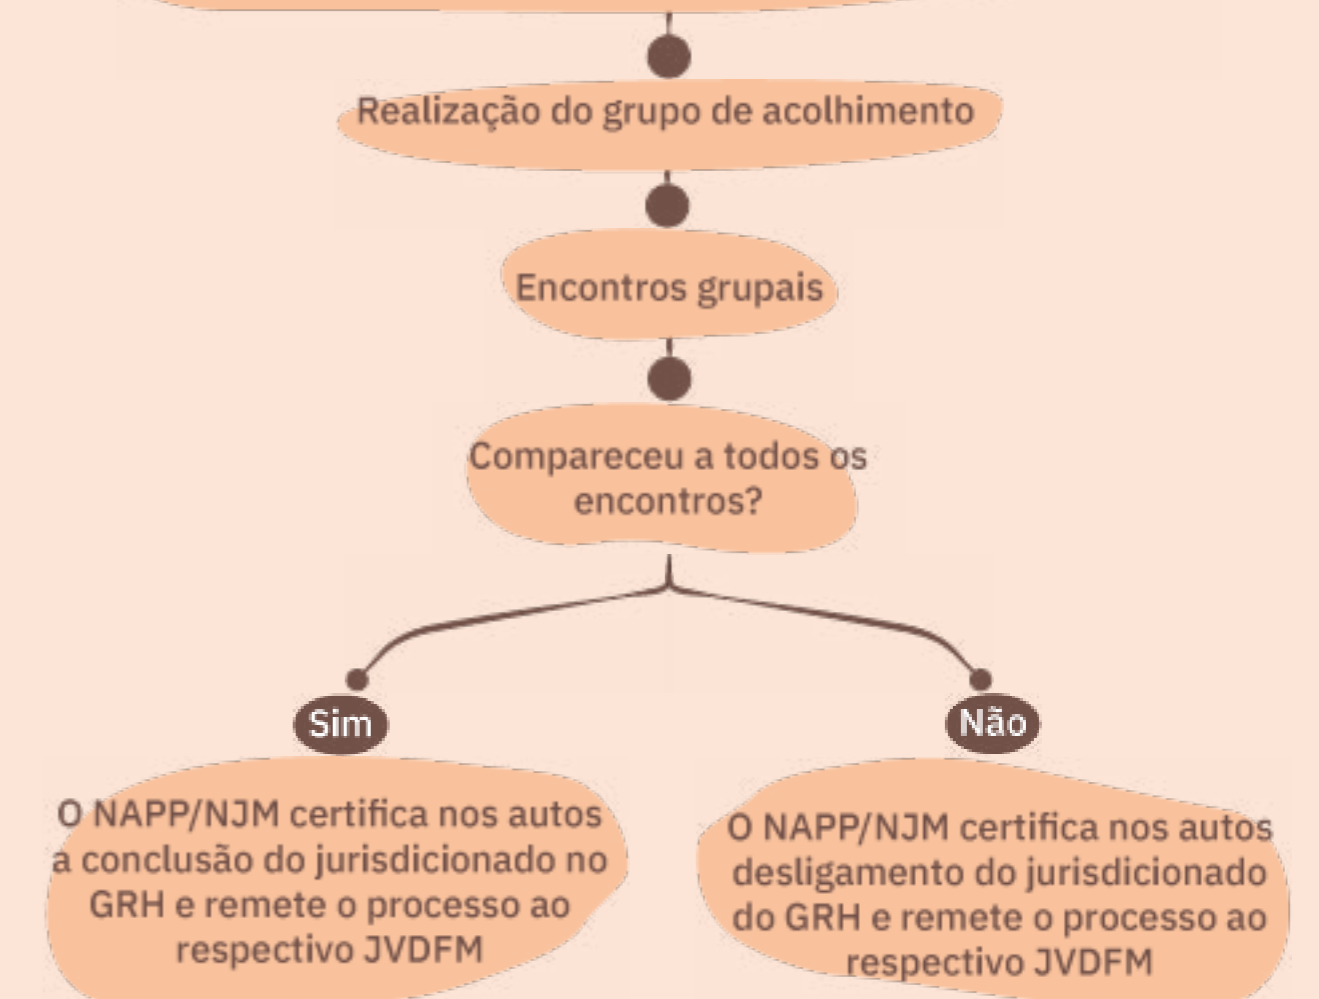 Realização do grupo de acolhimento
Encontros grupais
Compareceu a todos os
encontros?
Sim
Não
O NAPP/NJM certifica nos autos
a conclusão do jurisdicionado no
GRH e remete o processo ao
respectivo JVDFM
O NAPP/NJM certifica nos autos
desligamento do jurisdicionado
do GRH e remete o processo ao
respectivo JVDFM